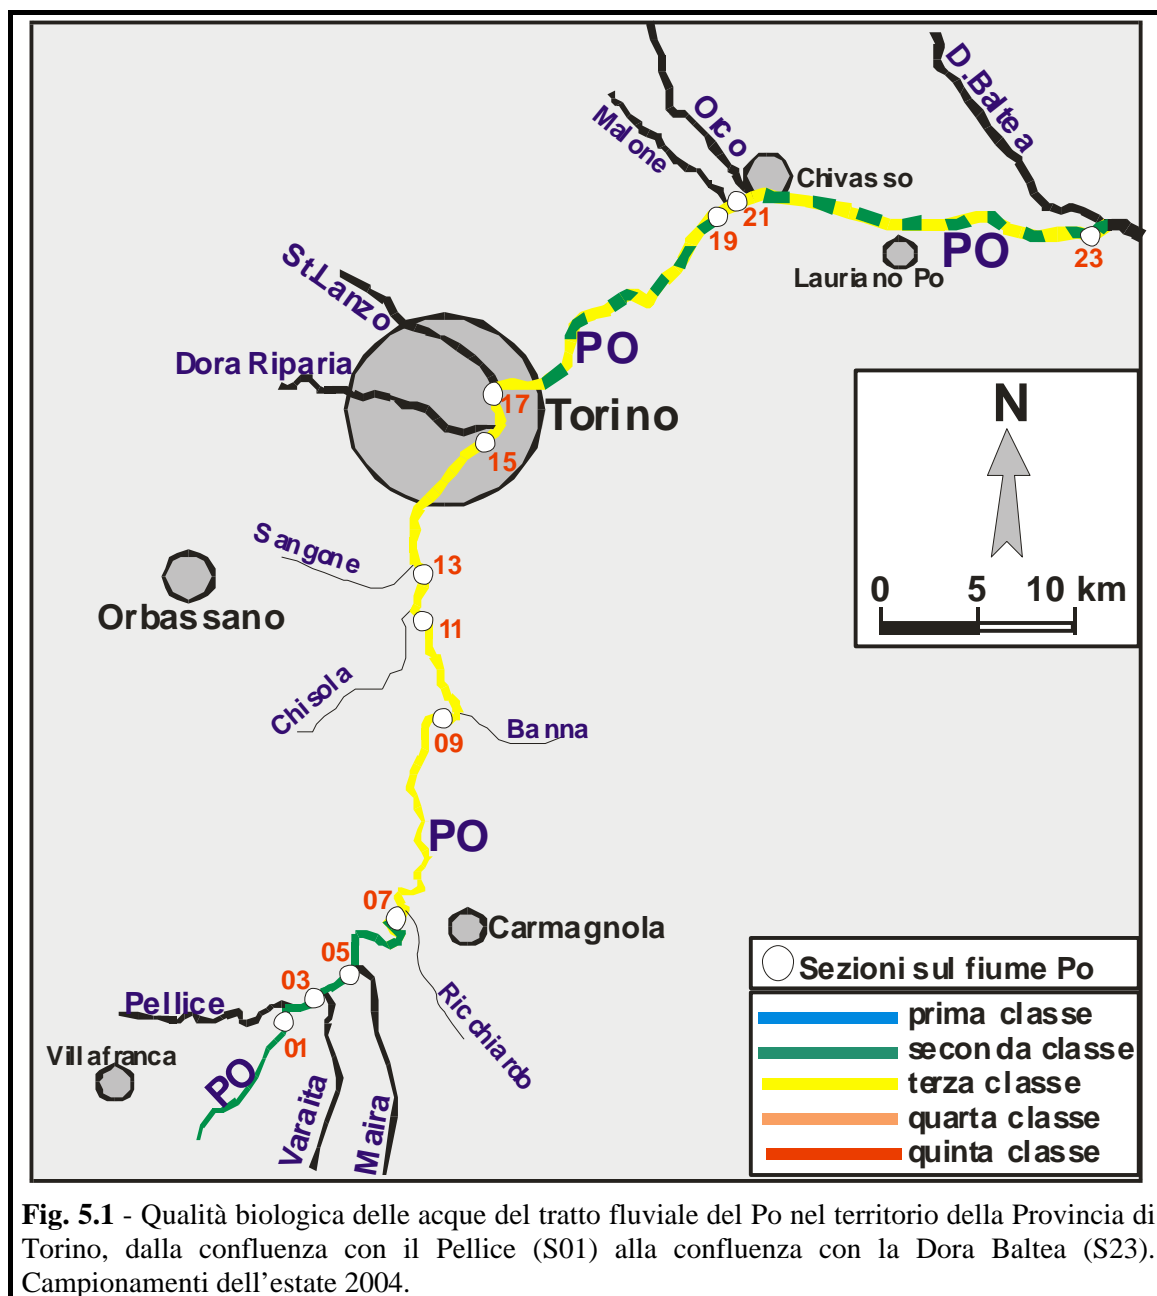 D.Baltea
Orco
Malone
Chivasso
21
19
PO
23
Lauriano Po
St.Lanzo
PO
Dora Riparia
17
Torino
15
N
Sangone
13
0 5 10 km
Orbassano
11
Chisola
Banna
09
PO
07
Carmagnola
05
Sezioni sul fiume Po
03
Pellice
Ricchiardo
prima classe
01
seconda classe
Villafranca
PO
terza classe
Varaita
Maira
quarta classe
quinta classe
Fig. 5.1 - Qualità biologica delle acque del tratto fluviale del Po nel territorio della Provincia di
Torino, dalla confluenza con il Pellice (S01) alla confluenza con la Dora Baltea (S23).
Campionamenti dell’estate 2004.